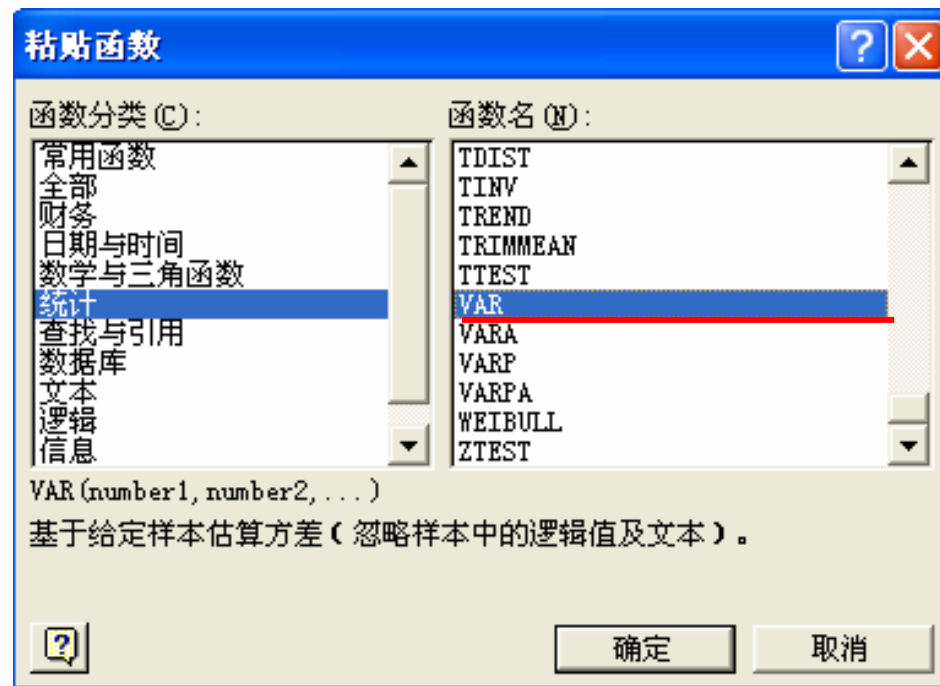 粘贴函数
函数分类(C):
常用函数
全部
财务
日期与时间
数学与三角函数
统计
查找与引用
数据库
文本
逻辑
信息
函数名(N):
TDIST
TINV
TREND
TRIMMEAN
TTEST
VAR
VARA
VARP
VARPA
WEIBULL
ZTEST
VAR(number1,number2,...)
基于给定样本估算方差(忽略样本中的逻辑值及文本)。
确定
取消